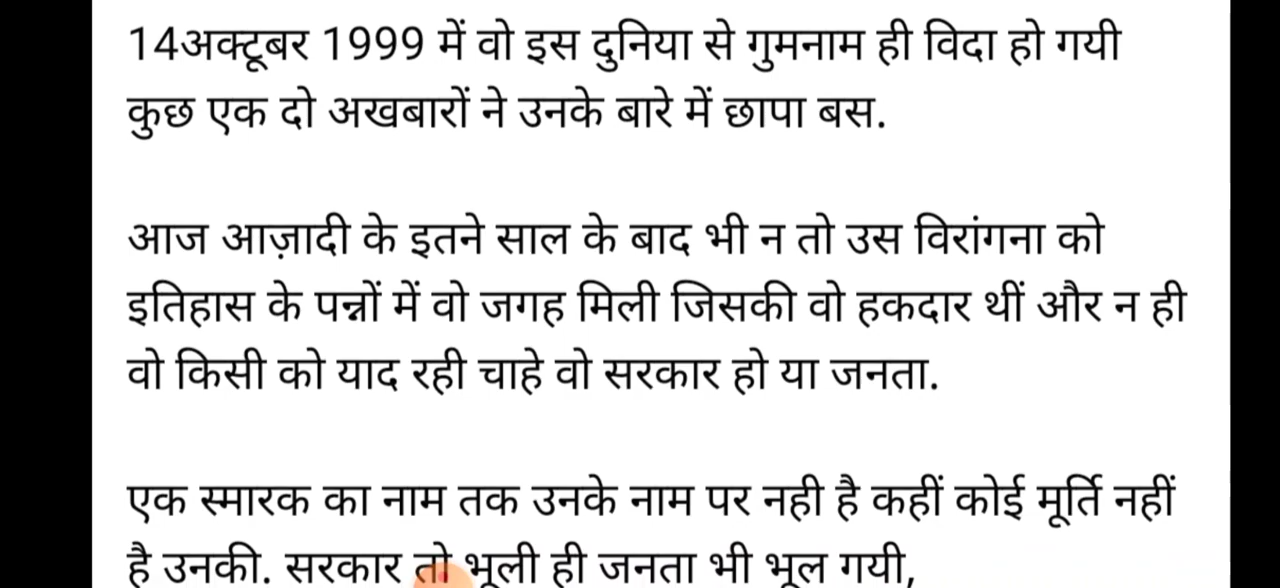 14अक्टूबर 1999 में वो इस दुनिया से गुमनाम ही विदा हो गयी
कुछ एक दो अखबारों ने उनके बारे में छापा बस.
आज आज़ादी के इतने साल के बाद भी न तो उस विरांगना को
इतिहास के पन्नों में वो जगह मिली जिसकी वो हकदार थीं और न ही
वो किसी को याद रही चाहे वो सरकार हो या जनता.
एक स्मारक का नाम तक उनके नाम पर नही है कहीं कोई मूर्ति नहीं
है उनकी. सरकार तो भूली ही जनता भी भूल गयी,